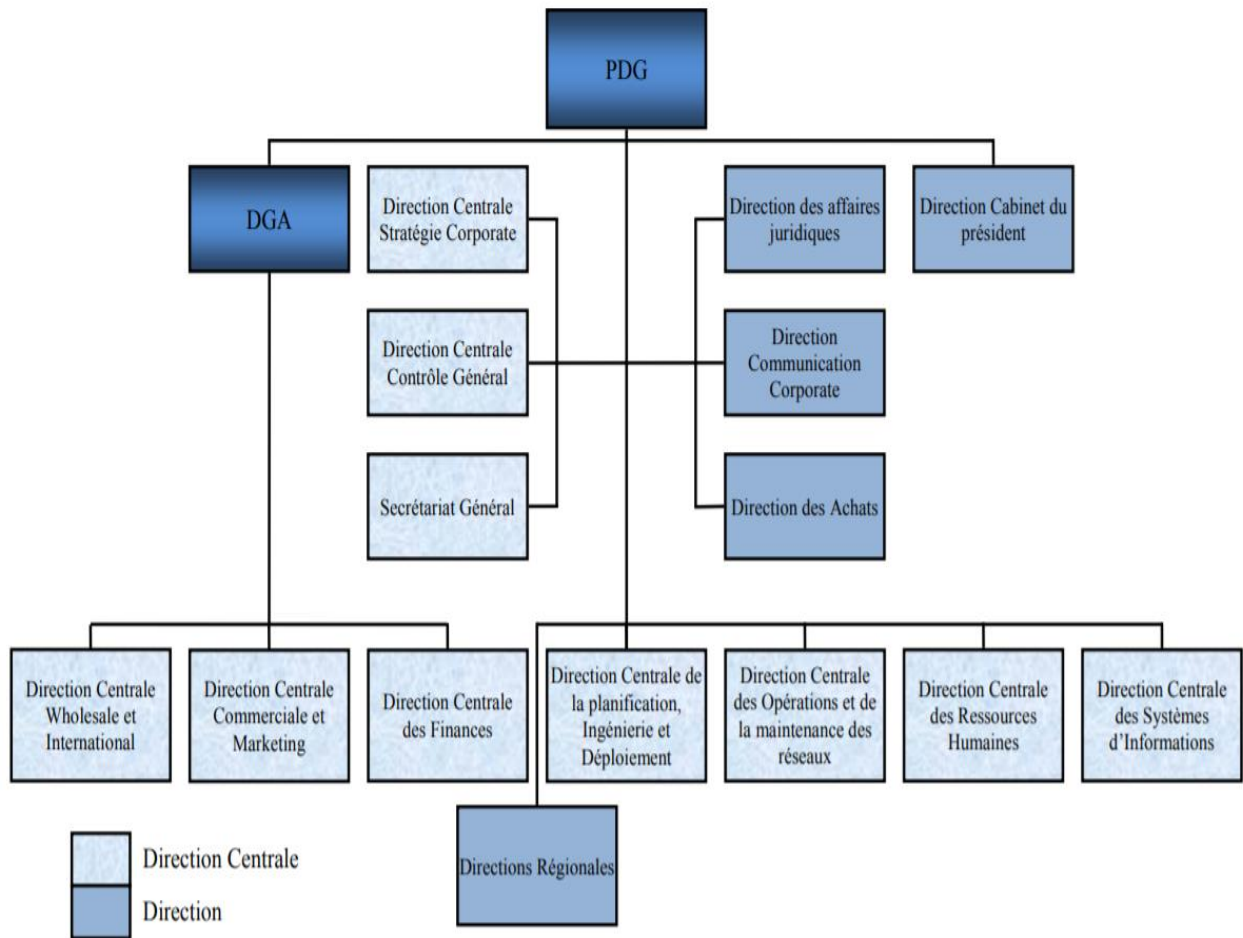 PDG
DGA
Direction Centrale
Stratégie Corporate
Direction des affaires
juridiques
Direction Cabinet du
président
Direction Centrale
Contrôle Général
Direction
Communication
Corporate
Secrétariat Général
Direction des Achats
Direction Centrale
Wholesale et
International
Direction Centrale
Commerciale et
Marketing
Direction Centrale
des Finances
Direction Centrale de
la planification,
Ingénierie et
Déploiement
Direction Centrale
des Opérations et de
la maintenance des
réseaux
Direction Centrale
des Ressources
Humaines
Direction Centrale
des Systèmes
d’Informations
Directions Régionales
Direction Centrale
Direction